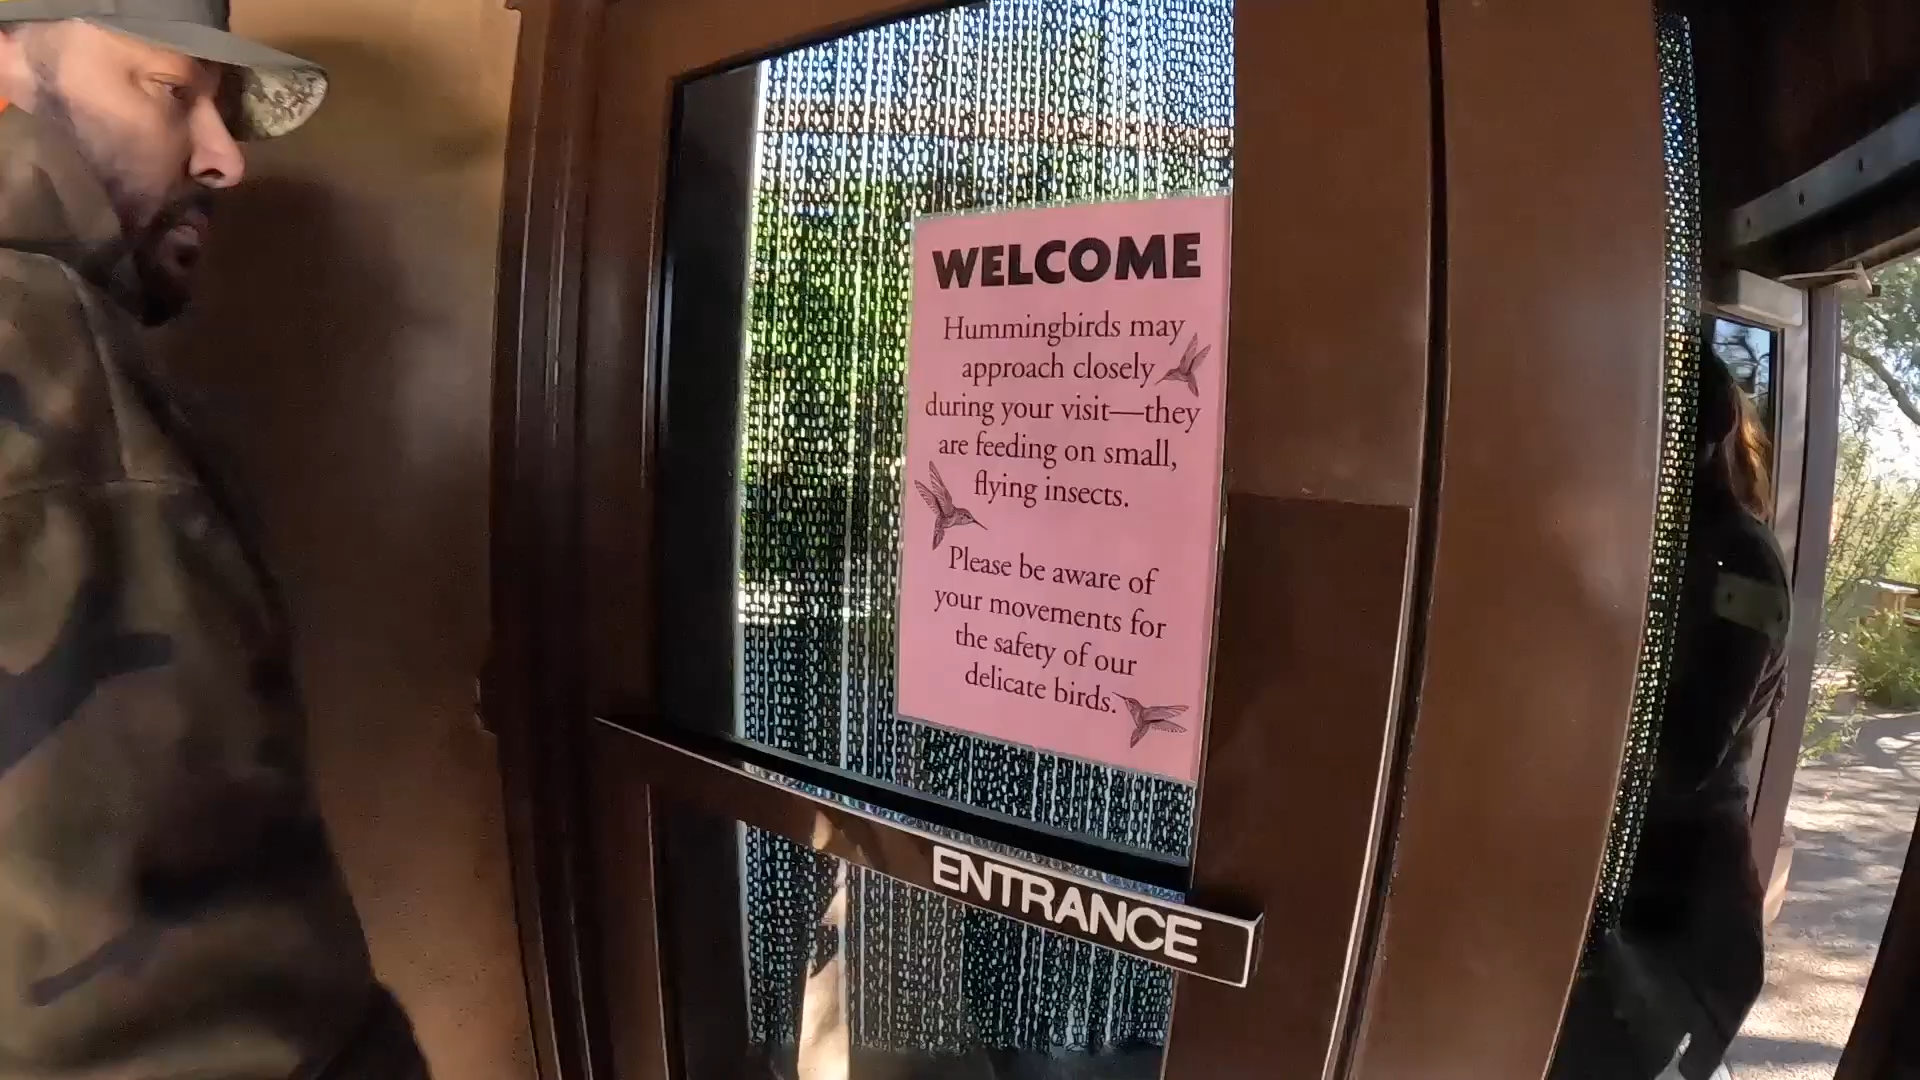 WELCOME
Hummingbirds may
approach closely
during your visit—they
are feeding on small,
flying insects.
Please be aware of
your movements for
the safety of our
delicate birds.
ENTRANCE